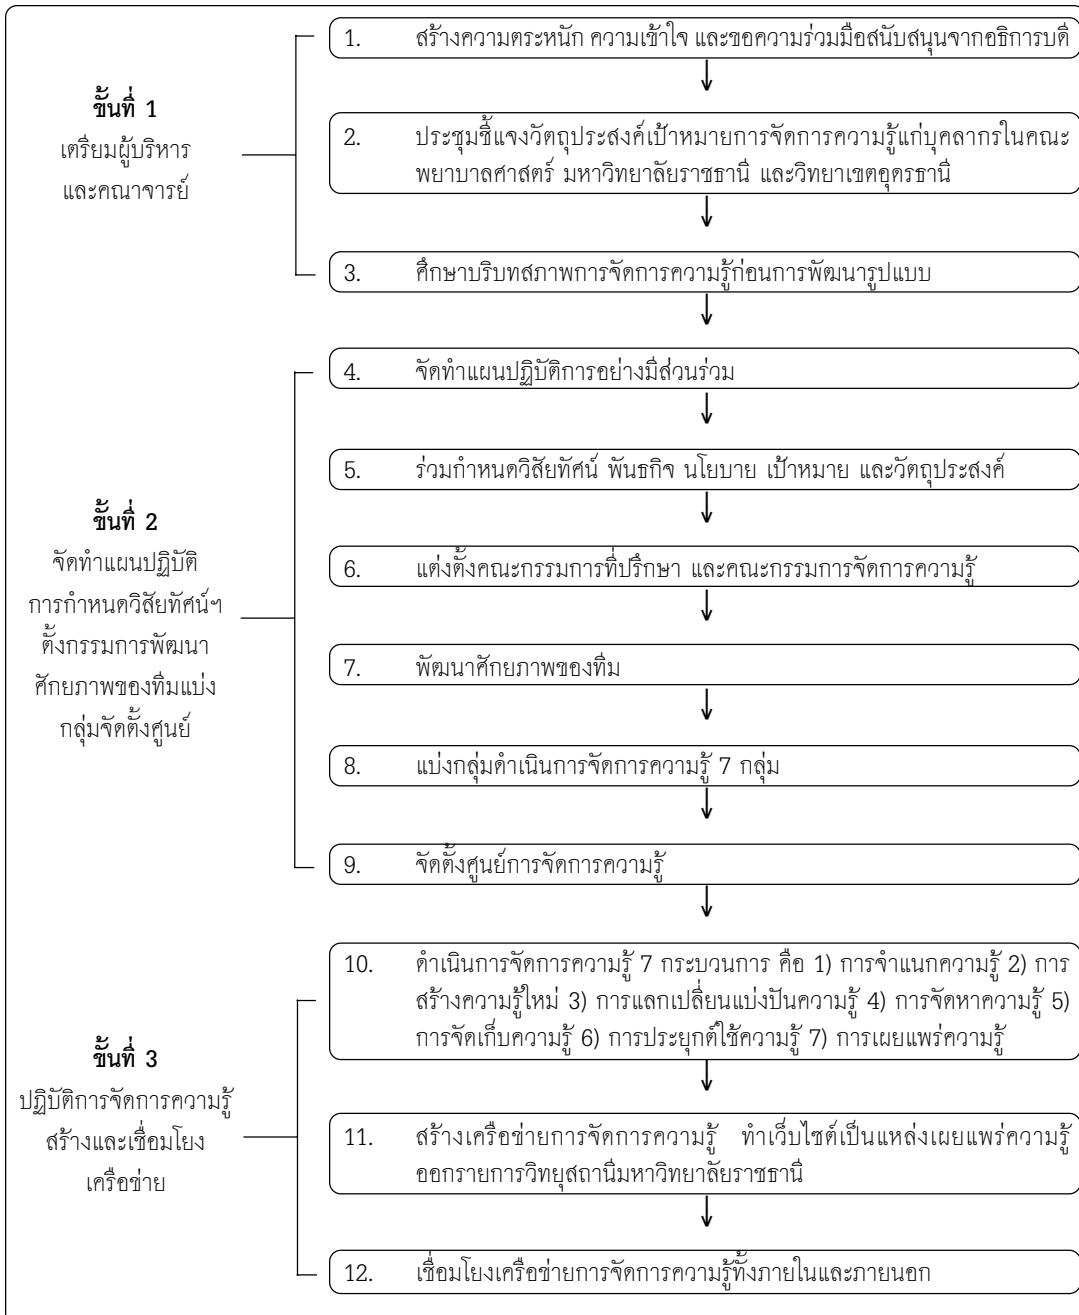 1. สร้างความตระหนัก ความเข้าใจ และขอความร่วมมือสนับสนุนจากอธิการบดี
ขั้นที่ 1
เตรียมผู้บริหาร
และคณาจารย์
2. ประชุมชี้แจงวัตถุประสงค์เป้าหมายการจัดการความรู้แก่บุคลากรในคณะ
พยาบาลศาสตร์ มหาวิทยาลัยราชธานี และวิทยาเขตอุดรธานี
3. ศึกษาบริบทสภาพการจัดการความรู้ก่อนการพัฒนารูปแบบ
4. จัดทำแผนปฏิบัติการอย่างมีส่วนร่วม
5. ร่วมกำหนดวิสัยทัศน์ พันธกิจ นโยบาย เป้าหมาย และวัตถุประสงค์
ขั้นที่ 2
จัดทำแผนปฏิบัติ
การกำหนดวิสัยทัศน์ฯ
ตั้งกรรมการพัฒนา
ศักยภาพของทีมแบ่ง
กลุ่มจัดตั้งศูนย์
6. แต่งตั้งคณะกรรมการที่ปรึกษา และคณะกรรมการจัดการความรู้
7. พัฒนาศักยภาพของทีม
8. แบ่งกลุ่มดำเนินการจัดการความรู้ 7 กลุ่ม
9. จัดตั้งศูนย์การจัดการความรู้
10. ดำเนินการจัดการความรู้ 7 กระบวนการ คือ 1) การจำแนกความรู้ 2) การ
สร้างความรู้ใหม่ 3) การแลกเปลี่ยนแบ่งปันความรู้ 4) การจัดหาความรู้ 5)
การจัดเก็บความรู้ 6) การประยุกต์ใช้ความรู้ 7) การเผยแพร่ความรู้
ขั้นที่ 3
ปฏิบัติการจัดการความรู้
สร้างและเชื่อมโยง
เครือข่าย
11. สร้างเครือข่ายการจัดการความรู้ ทำเว็บไซต์เป็นแหล่งเผยแพร่ความรู้
ออกรายการวิทยุสถานีมหาวิทยาลัยราชธานี
12. เชื่อมโยงเครือข่ายการจัดการความรู้ทั้งภายในและภายนอก